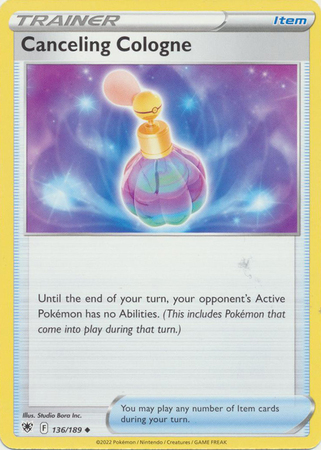 TRAINER Item
Canceling Cologne
Until the end of your turn, your opponent's Active
Pokémon has no Abilities. (This includes Pokémon that
come into play during that turn.)
Illus. Studio Bora Inc.
F 136/189 ◆
You may play any number of Item cards
during your turn.
©2022 Pokémon / Nintendo / Creatures / GAME FREAK